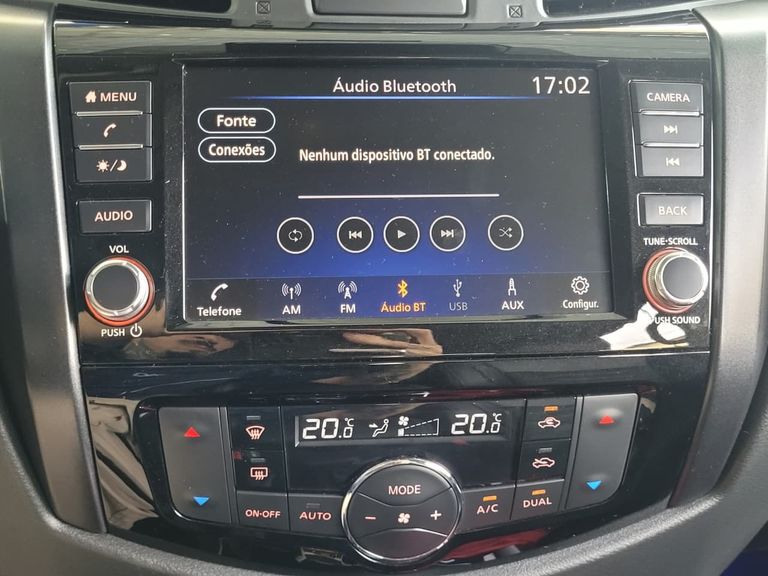 Áudio Bluetooth 17:02
MENU
CAMERA
Fonte
Conexões
Nenhum dispositivo BT conectado.
AUDIO
BACK
VOL
TUNE·SCROLL
Telefone
AM
FM
Áudio BT
USB
AUX
Configur.
PUSH
PUSH SOUND
20.0°C
20.0°C
MODE
ON·OFF
AUTO
- +
A/C
DUAL